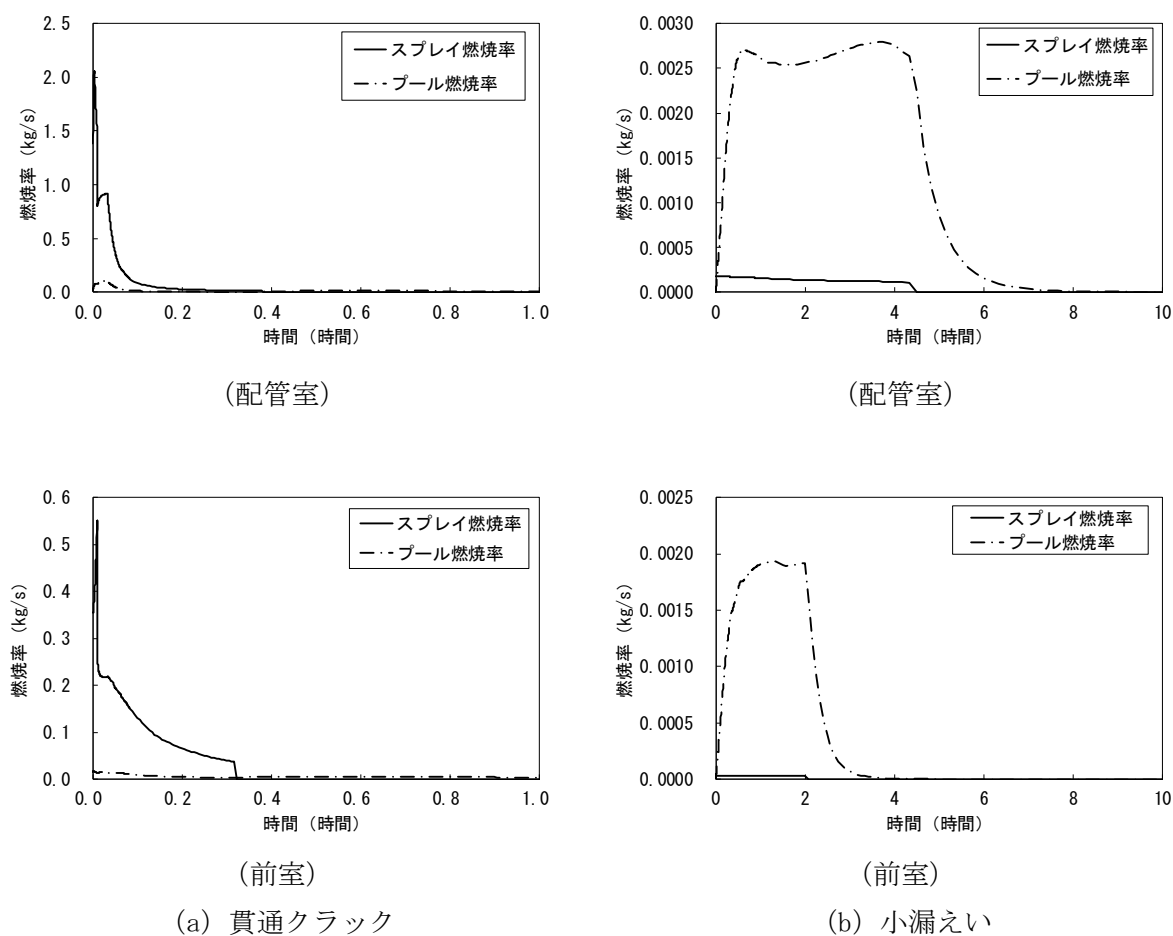 2.5
2.0
1.5
1.0
0.5
0.0
燃焼率 (kg/s)
スプレイ燃焼率
プール燃焼率
0.0 0.2 0.4 0.6 0.8 1.0
時間 (時間)
(配管室)
0.0030
0.0025
0.0020
0.0015
0.0010
0.0005
0.0000
燃焼率 (kg/s)
スプレイ燃焼率
プール燃焼率
0 2 4 6 8 10
時間 (時間)
(配管室)
0.6
0.5
0.4
0.3
0.2
0.1
0.0
燃焼率 (kg/s)
スプレイ燃焼率
プール燃焼率
0.0 0.2 0.4 0.6 0.8 1.0
時間 (時間)
(前室)
(a) 貫通クラック
0.0025
0.0020
0.0015
0.0010
0.0005
0.0000
燃焼率 (kg/s)
スプレイ燃焼率
プール燃焼率
0 2 4 6 8 10
時間 (時間)
(前室)
(b) 小漏えい